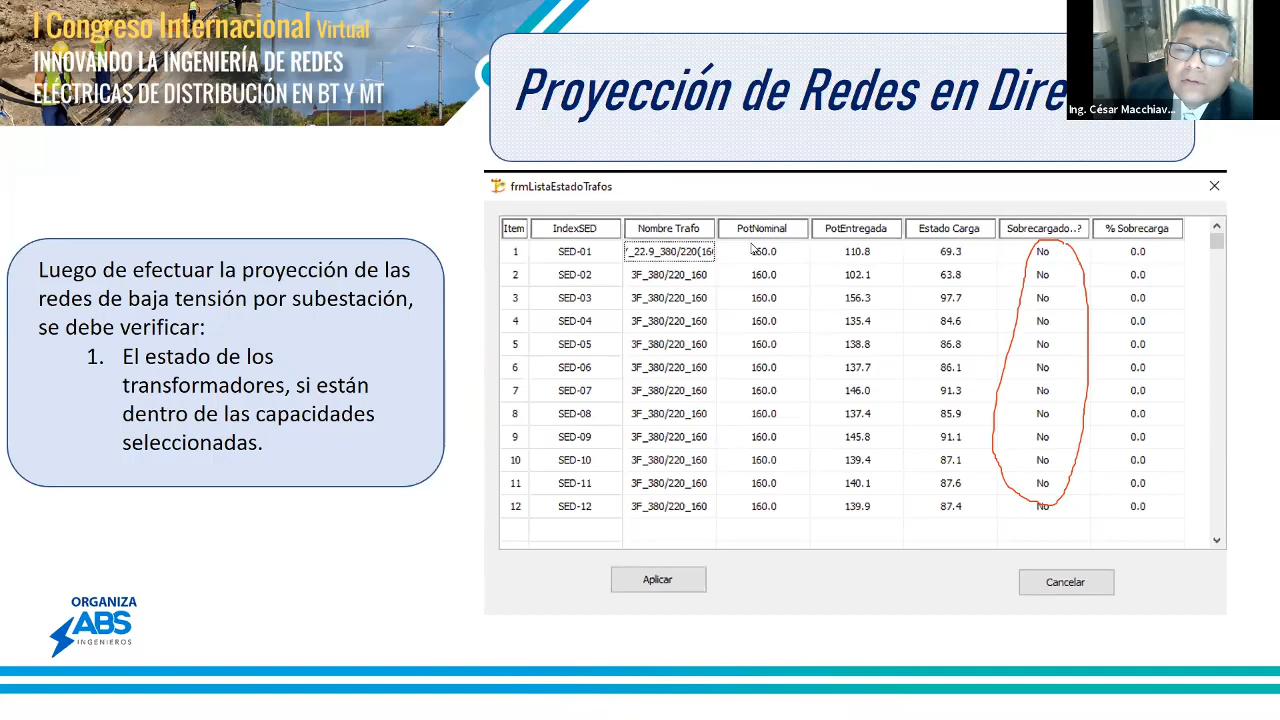 I Congreso Internacional Virtual
INNOVANDO LA INGENIERÍA DE REDES
ELÉCTRICAS DE DISTRIBUCIÓN EN BT Y MT
Proyección de Redes en Dire
Ing. César Macchiav...
Luego de efectuar la proyección de las
redes de baja tensión por subestación,
se debe verificar:
1. El estado de los
transformadores, si están
dentro de las capacidades
seleccionadas.
ORGANIZA
ABS
INGENIEROS
frmListaEstadoTrafos
Item IndexSED Nombre Trafo PotNominal PotEntregada Estado Carga Sobrecargado..? % Sobrecarga
1 SED-01 _22.9_380/220(16 160.0 110.8 69.3 No 0.0
2 SED-02 3F_380/220_160 160.0 102.1 63.8 No 0.0
3 SED-03 3F_380/220_160 160.0 156.3 97.7 No 0.0
4 SED-04 3F_380/220_160 160.0 135.4 84.6 No 0.0
5 SED-05 3F_380/220_160 160.0 138.8 86.8 No 0.0
6 SED-06 3F_380/220_160 160.0 137.7 86.1 No 0.0
7 SED-07 3F_380/220_160 160.0 146.0 91.3 No 0.0
8 SED-08 3F_380/220_160 160.0 137.4 85.9 No 0.0
9 SED-09 3F_380/220_160 160.0 145.8 91.1 No 0.0
10 SED-10 3F_380/220_160 160.0 139.4 87.1 No 0.0
11 SED-11 3F_380/220_160 160.0 140.1 87.6 No 0.0
12 SED-12 3F_380/220_160 160.0 139.9 87.4 No 0.0
Aplicar Cancelar